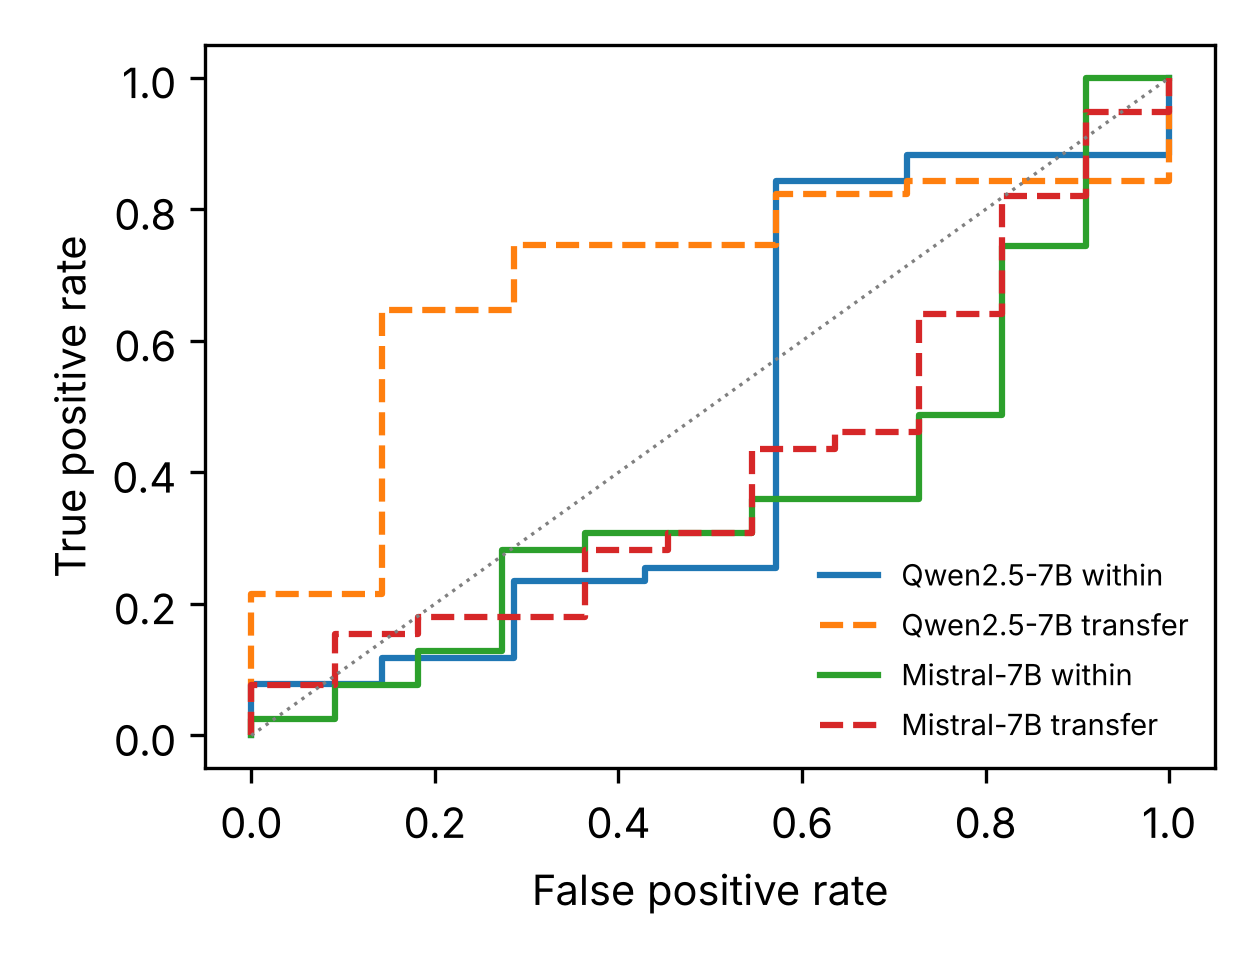 True positive rate
1.0
0.8
0.6
0.4
0.2
0.0
0.0 0.2 0.4 0.6 0.8 1.0
False positive rate
Qwen2.5-7B within
Qwen2.5-7B transfer
Mistral-7B within
Mistral-7B transfer